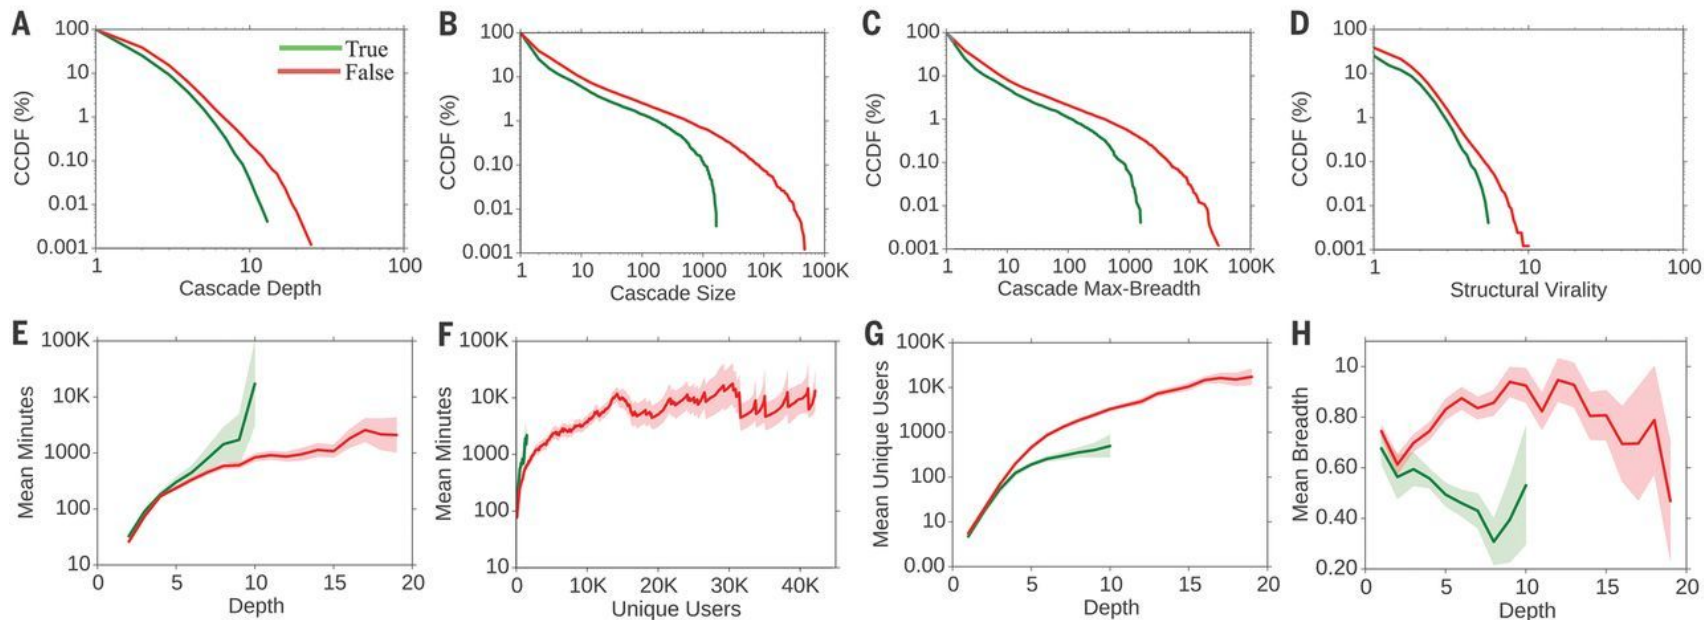 A
100
10
1
0.10
0.01
0.001
CCDF (%)
True
False
1
10
100
Cascade Depth
B
100
10
1
0.10
0.01
0.001
CCDF (%)
1
10
100
1000
10K
100K
Cascade Size
C
100
10
1
0.10
0.01
0.001
CCDF (%)
1
10
100
1000
10K
100K
Cascade Max-Breadth
D
100
10
1
0.10
0.01
0.001
CCDF (%)
1
10
100
Structural Virality
E
100K
10K
1000
100
10
Mean Minutes
0
5
10
15
20
Depth
F
100K
10K
1000
100
10
Mean Minutes
0
10K
20K
30K
40K
Unique Users
G
100K
10K
1000
100
10
0.00
Mean Unique Users
0
5
10
15
20
Depth
H
10
0.80
0.60
0.40
0.20
Mean Breadth
0
5
10
15
20
Depth